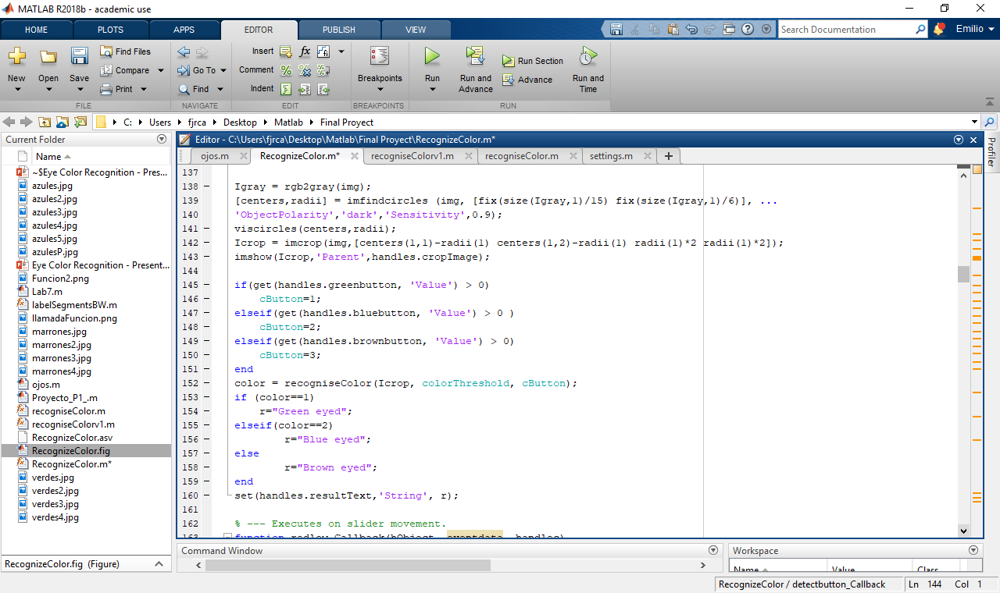 MATLAB R2018b - academic use
HOME PLOTS APPS EDITOR PUBLISH VIEW Search Documentation Emilio
New Open Save Find Files Compare Print
FILE
Go To Find
NAVIGATE
Insert fx
Comment
Indent
EDIT
Breakpoints
BREAKPOINTS
Run Run and Advance Run Section Advance Run and Time
RUN
C: Users fjrca Desktop Matlab Final Proyect
Current Folder
Name
~$Eye Color Recognition - Prese...
azules.jpg
azules2.jpg
azules3.jpg
azules4.jpg
azules5.jpg
azulesP.jpg
Eye Color Recognition - Present...
Funcion2.png
Lab7.m
labelSegmentsBW.m
llamadaFuncion.png
marrones.jpg
marrones2.jpg
marrones3.jpg
marrones4.jpg
ojos.m
Proyecto_P1_.m
recogniseColor.m
recogniseColorv1.m
RecognizeColor.asv
RecognizeColor.fig
RecognizeColor.m*
verdes.jpg
verdes2.jpg
verdes3.jpg
verdes4.jpg
RecognizeColor.fig (Figure)
Editor - C:\Users\fjrca\Desktop\Matlab\Final Proyect\RecognizeColor.m*
ojos.m RecognizeColor.m* recogniseColorv1.m recogniseColor.m settings.m +
137
138 – Igray = rgb2gray(img);
139 [centers,radii] = imfindcircles (img, [fix(size(Igray,1)/15) fix(size(Igray,1)/6)], ...
140 'ObjectPolarity','dark','Sensitivity',0.9);
141 – viscircles(centers,radii);
142 – Icrop = imcrop(img,[centers(1,1)-radii(1) centers(1,2)-radii(1) radii(1)*2 radii(1)*2]);
143 – imshow(Icrop,'Parent',handles.cropImage);
144
145 – if(get(handles.greenbutton, 'Value') > 0)
146 – cButton=1;
147 – elseif(get(handles.bluebutton, 'Value') > 0 )
148 – cButton=2;
149 – elseif(get(handles.brownbutton, 'Value') > 0)
150 – cButton=3;
151 – end
152 – color = recogniseColor(Icrop, colorThreshold, cButton);
153 – if (color==1)
154 – r="Green eyed";
155 – elseif(color==2)
156 – r="Blue eyed";
157 – else
158 – r="Brown eyed";
159 – end
160 – set(handles.resultText,'String', r);
161
162 % --- Executes on slider movement.
163 function redlev_Callback(hObject, eventdata, handles)
Profiler
Command Window
Workspace
Name Value Class
RecognizeColor / detectbutton_Callback Ln 144 Col 1